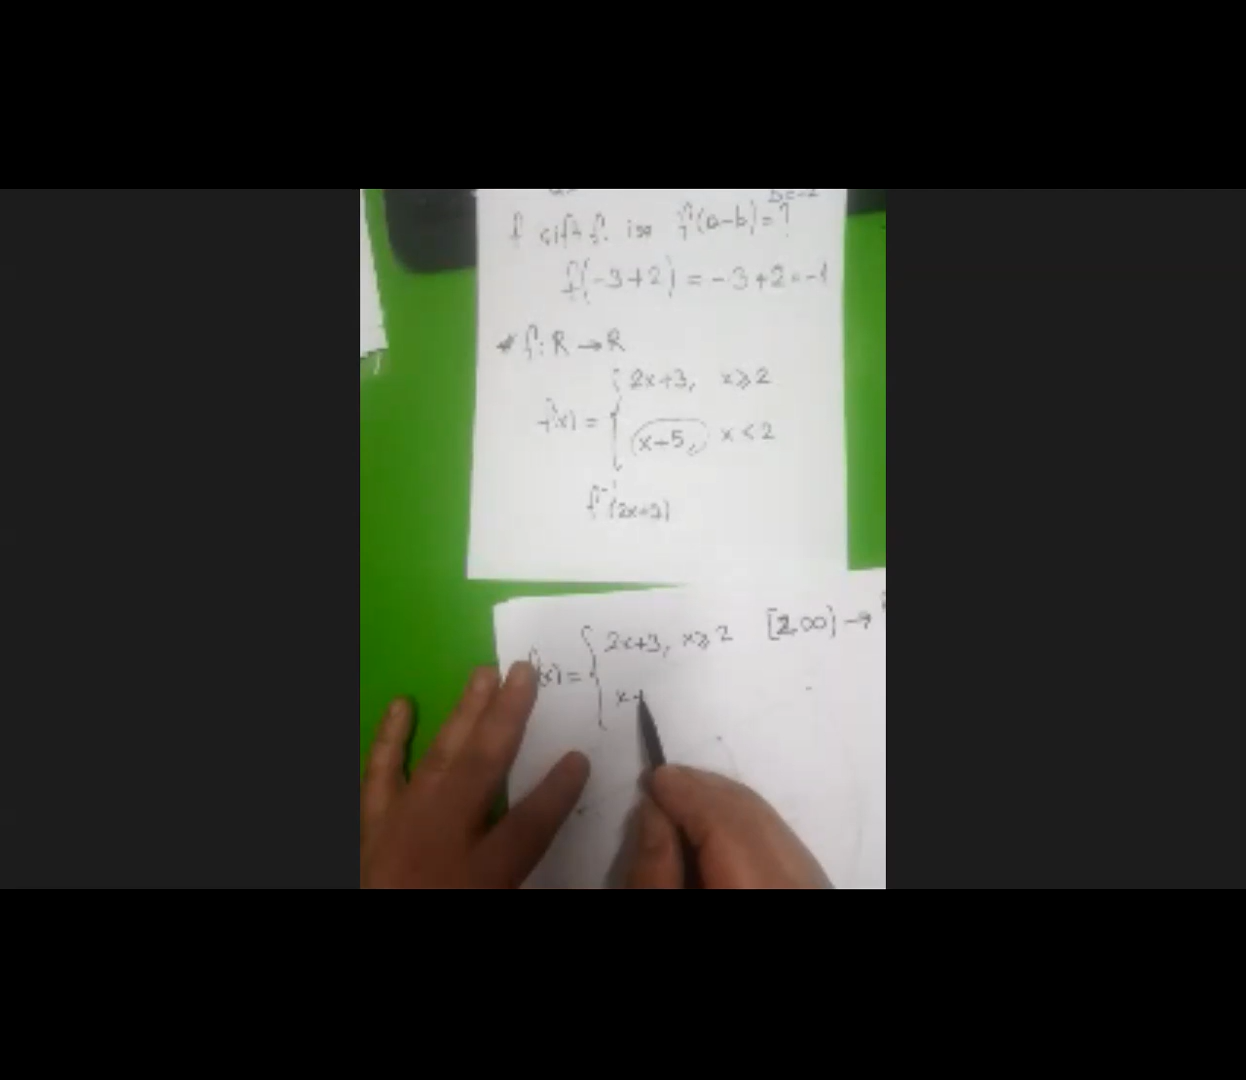 b=-2
f çift f. ise f(a-b)=?
f(-3+2) = -3+2=-1
* f: R → R
f(x) = { 2x+3, x≥2
x+5, x<2
f⁻¹(2x+3)
f(x) = { 2x+3, x≥2 [2,∞) →
x+